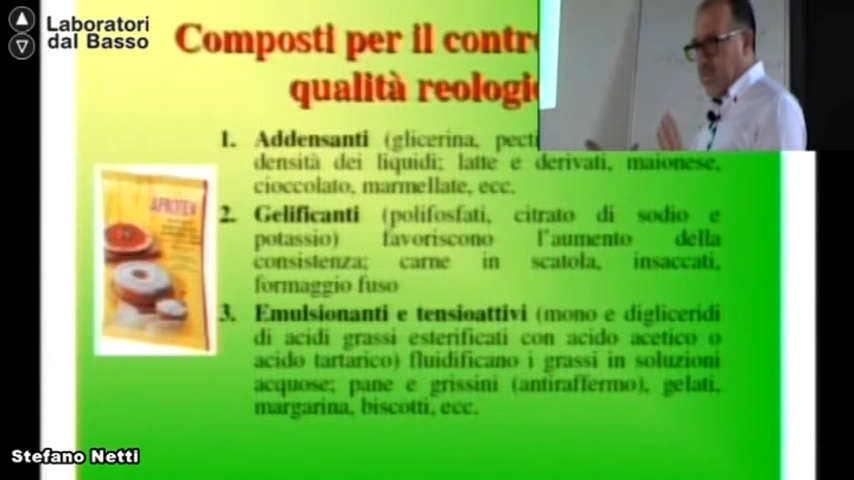 Laboratori
dal Basso
Composti per il
qualità
1. Addensanti (glicerina,
densità dei liquidi; latte e derivati, maionese,
cioccolato, marmellate, ecc.
2. Gelificanti (polifosfati, citrato di sodio e
potassio) favoriscono l'aumento della
consistenza; carne in scatola, insaccati,
formaggio fuso
3. Emulsionanti e tensioattivi (mono e digliceridi
di acidi grassi esterificati con acido acetico o
acido tartarico) fluidificano i grassi in soluzioni
acquose; pane e grissini (antiraffermo), gelati,
margarina, biscotti, ecc.
APROTEN
Stefano Netti